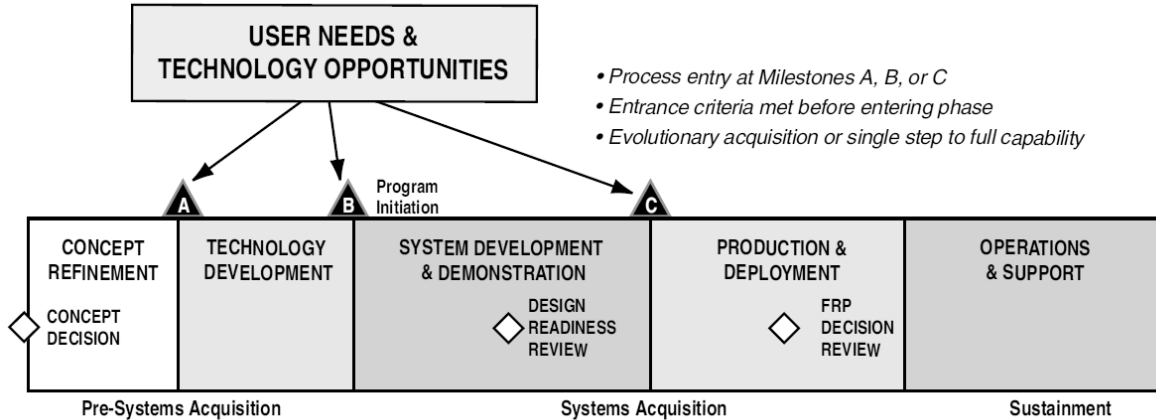 USER NEEDS &
TECHNOLOGY OPPORTUNITIES
• Process entry at Milestones A, B, or C
• Entrance criteria met before entering phase
• Evolutionary acquisition or single step to full capability
A
B
Program
Initiation
C
CONCEPT
REFINEMENT
CONCEPT
DECISION
TECHNOLOGY
DEVELOPMENT
SYSTEM DEVELOPMENT
& DEMONSTRATION
DESIGN
READINESS
REVIEW
PRODUCTION &
DEPLOYMENT
FRP
DECISION
REVIEW
OPERATIONS
& SUPPORT
Pre-Systems Acquisition
Systems Acquisition
Sustainment